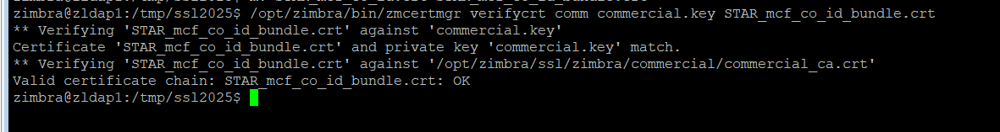 zimbra@zldap1:/tmp/ssl2025$ /opt/zimbra/bin/zmcertmgr verifycrt comm commercial.key STAR_mcf_co_id_bundle.crt
** Verifying 'STAR_mcf_co_id_bundle.crt' against 'commercial.key'
Certificate 'STAR_mcf_co_id_bundle.crt' and private key 'commercial.key' match.
** Verifying 'STAR_mcf_co_id_bundle.crt' against '/opt/zimbra/ssl/zimbra/commercial/commercial_ca.crt'
Valid certificate chain: STAR_mcf_co_id_bundle.crt: OK
zimbra@zldap1:/tmp/ssl2025$